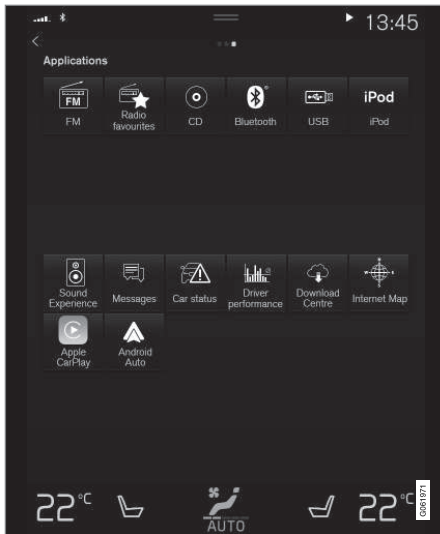 13:45
Applications
FM
FM
Radio
favourites
CD
Bluetooth
USB
iPod
iPod
Sound
Experience
Messages
Car status
Driver
performance
Download
Centre
Internet Map
Apple
CarPlay
Android
Auto
22°C
AUTO
22°C
G061971